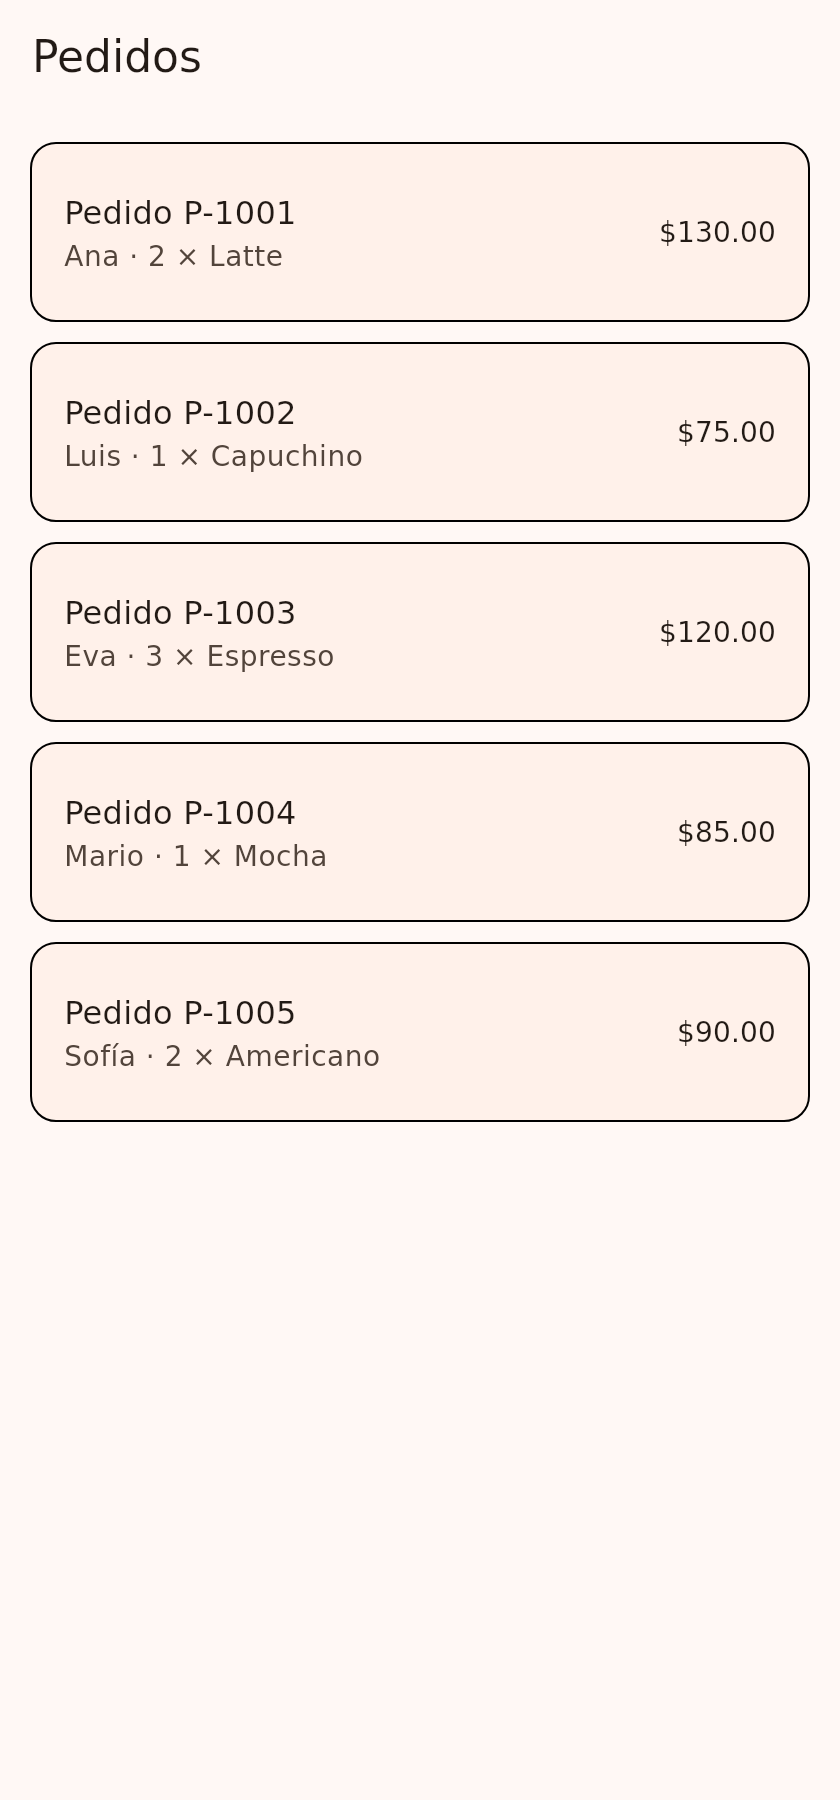 Pedidos
Pedido P-1001
Ana · 2 × Latte
$130.00
Pedido P-1002
Luis · 1 × Capuchino
$75.00
Pedido P-1003
Eva · 3 × Espresso
$120.00
Pedido P-1004
Mario · 1 × Mocha
$85.00
Pedido P-1005
Sofía · 2 × Americano
$90.00